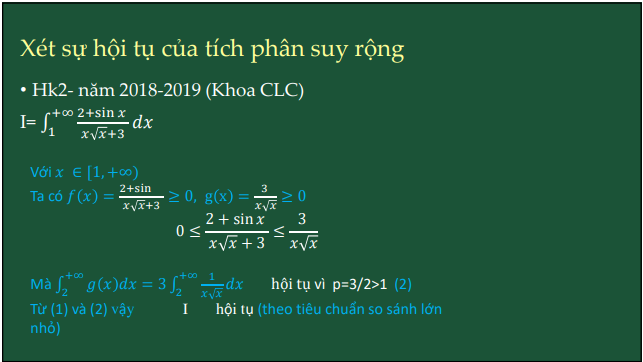 Xét sự hội tụ của tích phân suy rộng
• Hk2- năm 2018-2019 (Khoa CLC)
I= ∫₁^{+∞} (2+sin x)/(x√x+3) dx
Với x ∈ [1, +∞)
Ta có f(x) = (2+sin)/(x√x+3) ≥ 0, g(x) = 3/(x√x) ≥ 0
0 ≤ (2 + sin x)/(x√x + 3) ≤ 3/(x√x)
Mà ∫₂^{+∞} g(x)dx = 3 ∫₂^{+∞} 1/(x√x) dx hội tụ vì p=3/2>1 (2)
Từ (1) và (2) vậy I hội tụ (theo tiêu chuẩn so sánh lớn
nhỏ)